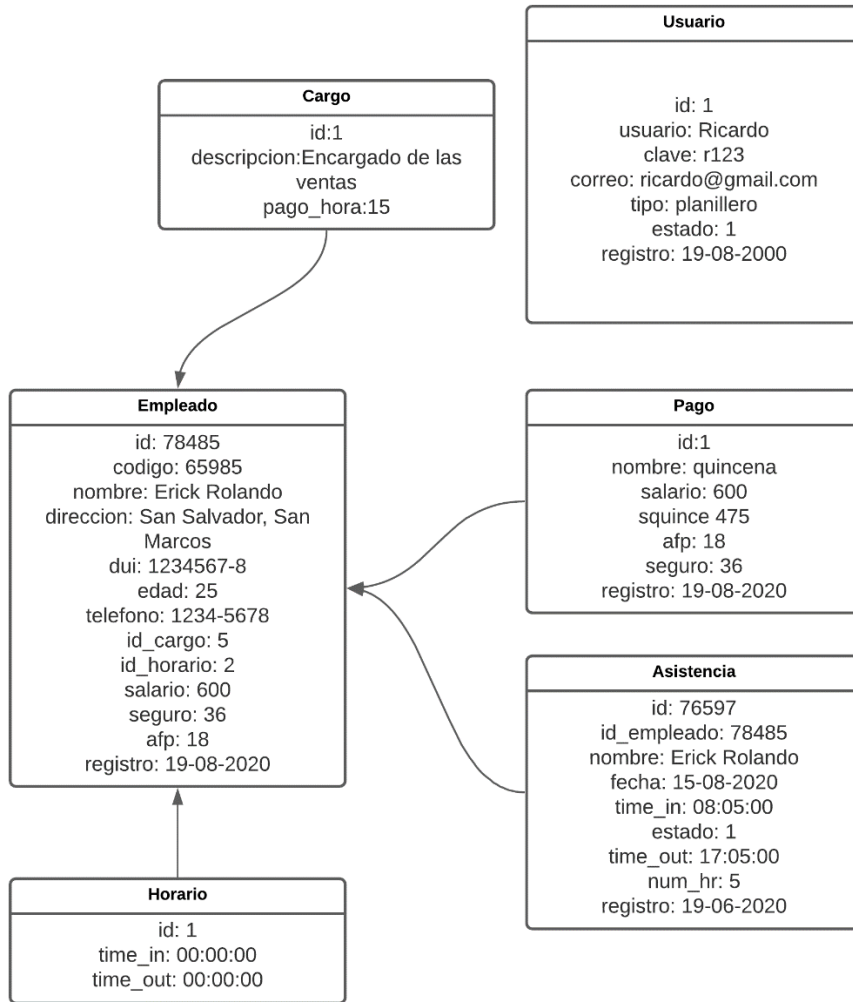 Usuario
id: 1
usuario: Ricardo
clave: r123
correo: ricardo@gmail.com
tipo: planillero
estado: 1
registro: 19-08-2000
Cargo
id:1
descripcion:Encargado de las
ventas
pago_hora:15
Empleado
id: 78485
codigo: 65985
nombre: Erick Rolando
direccion: San Salvador, San
Marcos
dui: 1234567-8
edad: 25
telefono: 1234-5678
id_cargo: 5
id_horario: 2
salario: 600
seguro: 36
afp: 18
registro: 19-08-2020
Pago
id:1
nombre: quincena
salario: 600
squince 475
afp: 18
seguro: 36
registro: 19-08-2020
Asistencia
id: 76597
id_empleado: 78485
nombre: Erick Rolando
fecha: 15-08-2020
time_in: 08:05:00
estado: 1
time_out: 17:05:00
num_hr: 5
registro: 19-06-2020
Horario
id: 1
time_in: 00:00:00
time_out: 00:00:00